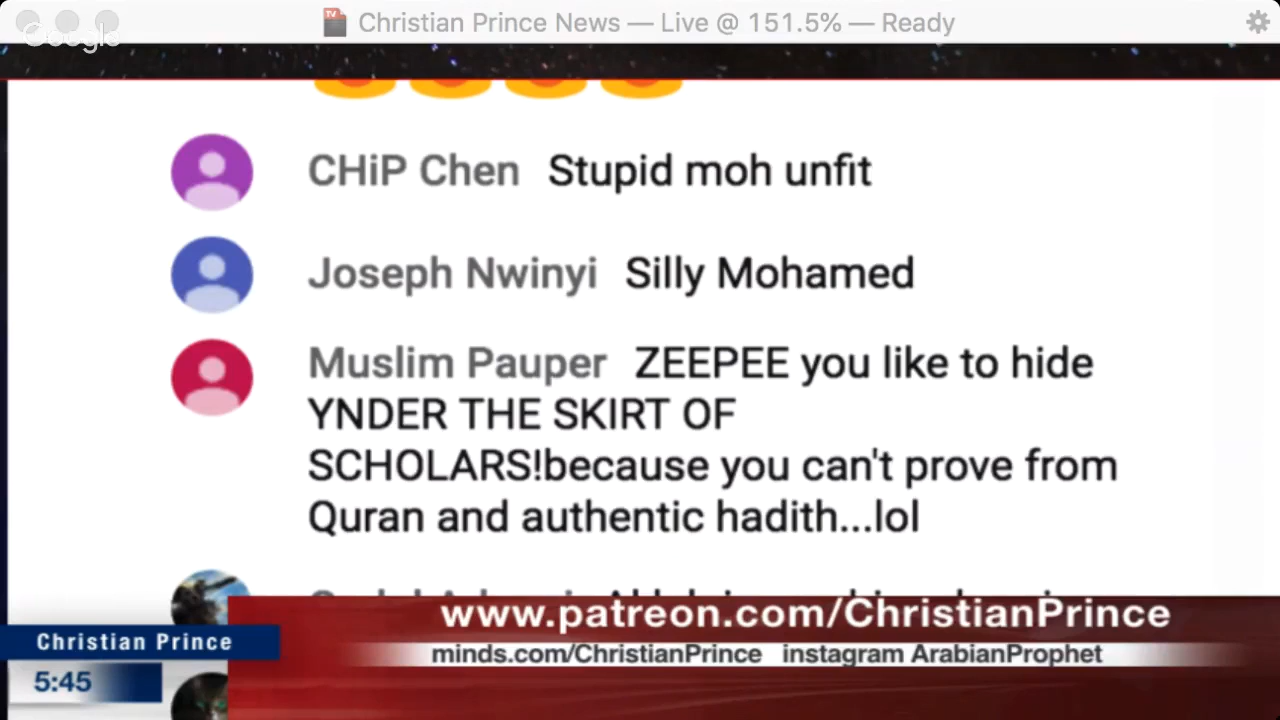 Christian Prince News — Live @ 151.5% — Ready
Google
CHiP Chen Stupid moh unfit
Joseph Nwinyi Silly Mohamed
Muslim Pauper ZEEPEE you like to hide
YNDER THE SKIRT OF
SCHOLARS!because you can't prove from
Quran and authentic hadith...lol
www.patreon.com/ChristianPrince
Christian Prince
minds.com/ChristianPrince instagram ArabianProphet
5:45